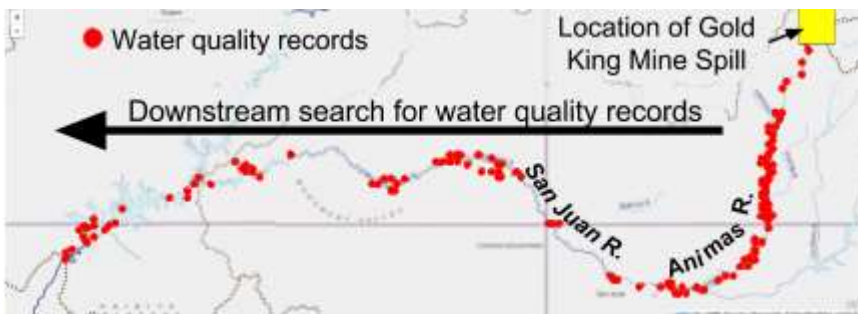 Water quality records
Location of Gold
King Mine Spill
Downstream search for water quality records
San Juan R.
Animas R.